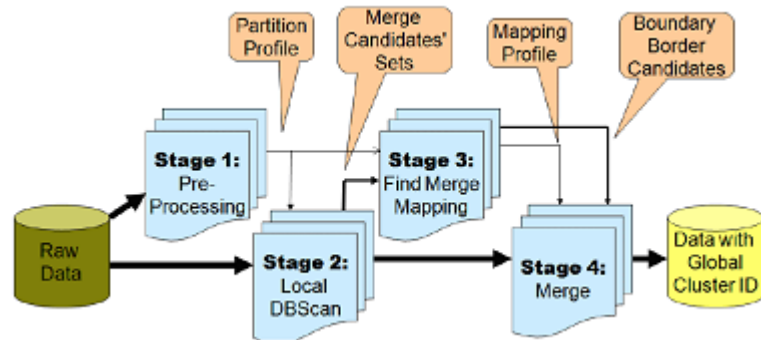 Partition
Profile
Merge
Candidates'
Sets
Mapping
Profile
Boundary
Border
Candidates
Stage 1:
Pre-
Processing
Stage 3:
Find Merge
Mapping
Raw
Data
Stage 2:
Local
DBScan
Stage 4:
Merge
Data with
Global
Cluster ID